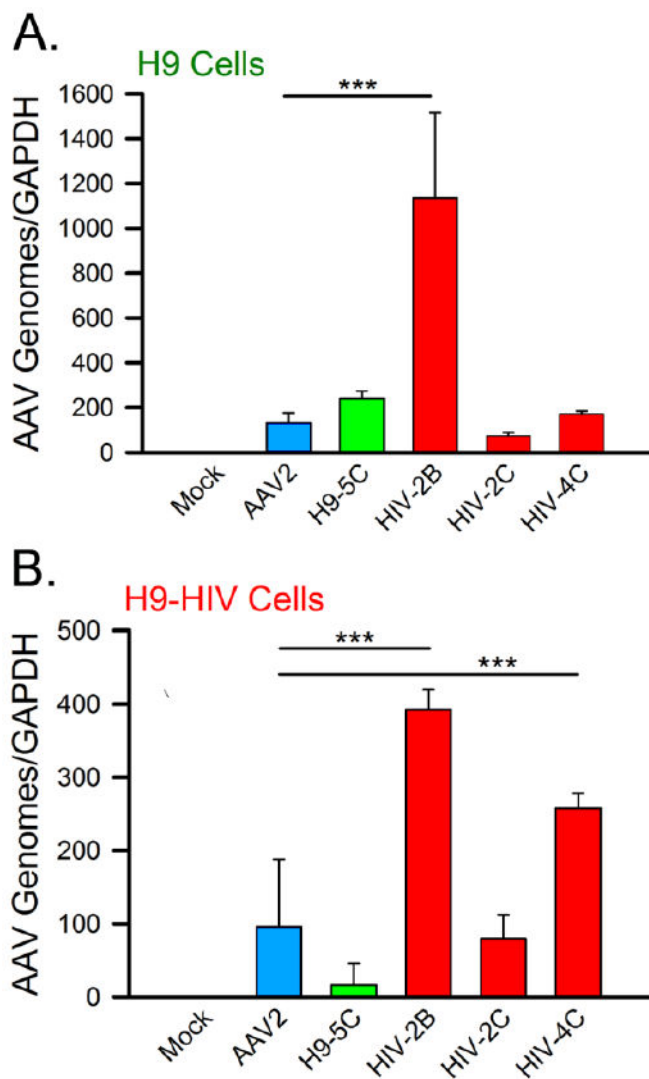 A.
H9 Cells
AAV Genomes/GAPDH
1600
1400
1200
1000
800
600
400
200
0
***
Mock
AAV2
H9-5C
HIV-2B
HIV-2C
HIV-4C
B.
H9-HIV Cells
AAV Genomes/GAPDH
500
400
300
200
100
0
***
***
Mock
AAV2
H9-5C
HIV-2B
HIV-2C
HIV-4C